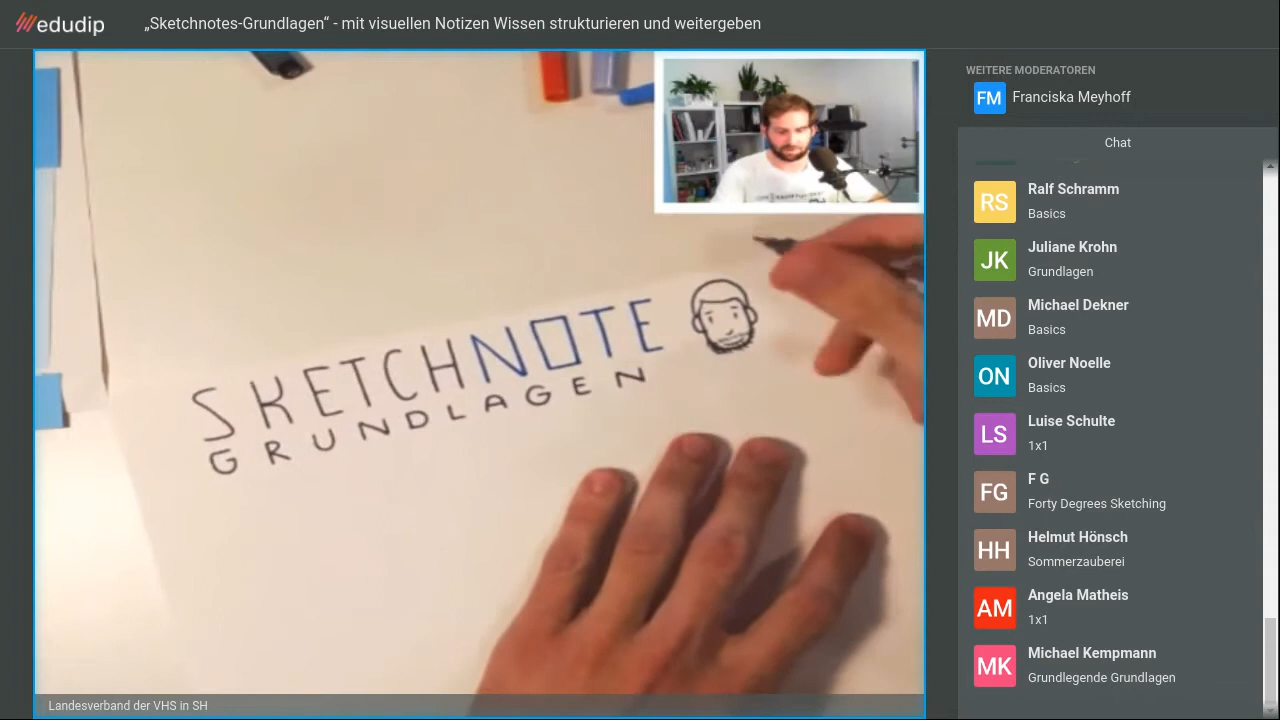 edudip
„Sketchnotes-Grundlagen“ - mit visuellen Notizen Wissen strukturieren und weitergeben
SKETCHNOTE
GRUNDLAGEN
Landesverband der VHS in SH
WEITERE MODERATOREN
FM
Franciska Meyhoff
Chat
RS
Ralf Schramm
Basics
JK
Juliane Krohn
Grundlagen
MD
Michael Dekner
Basics
ON
Oliver Noelle
Basics
LS
Luise Schulte
1x1
FG
F G
Forty Degrees Sketching
HH
Helmut Hönsch
Sommerzauberei
AM
Angela Matheis
1x1
MK
Michael Kempmann
Grundlegende Grundlagen